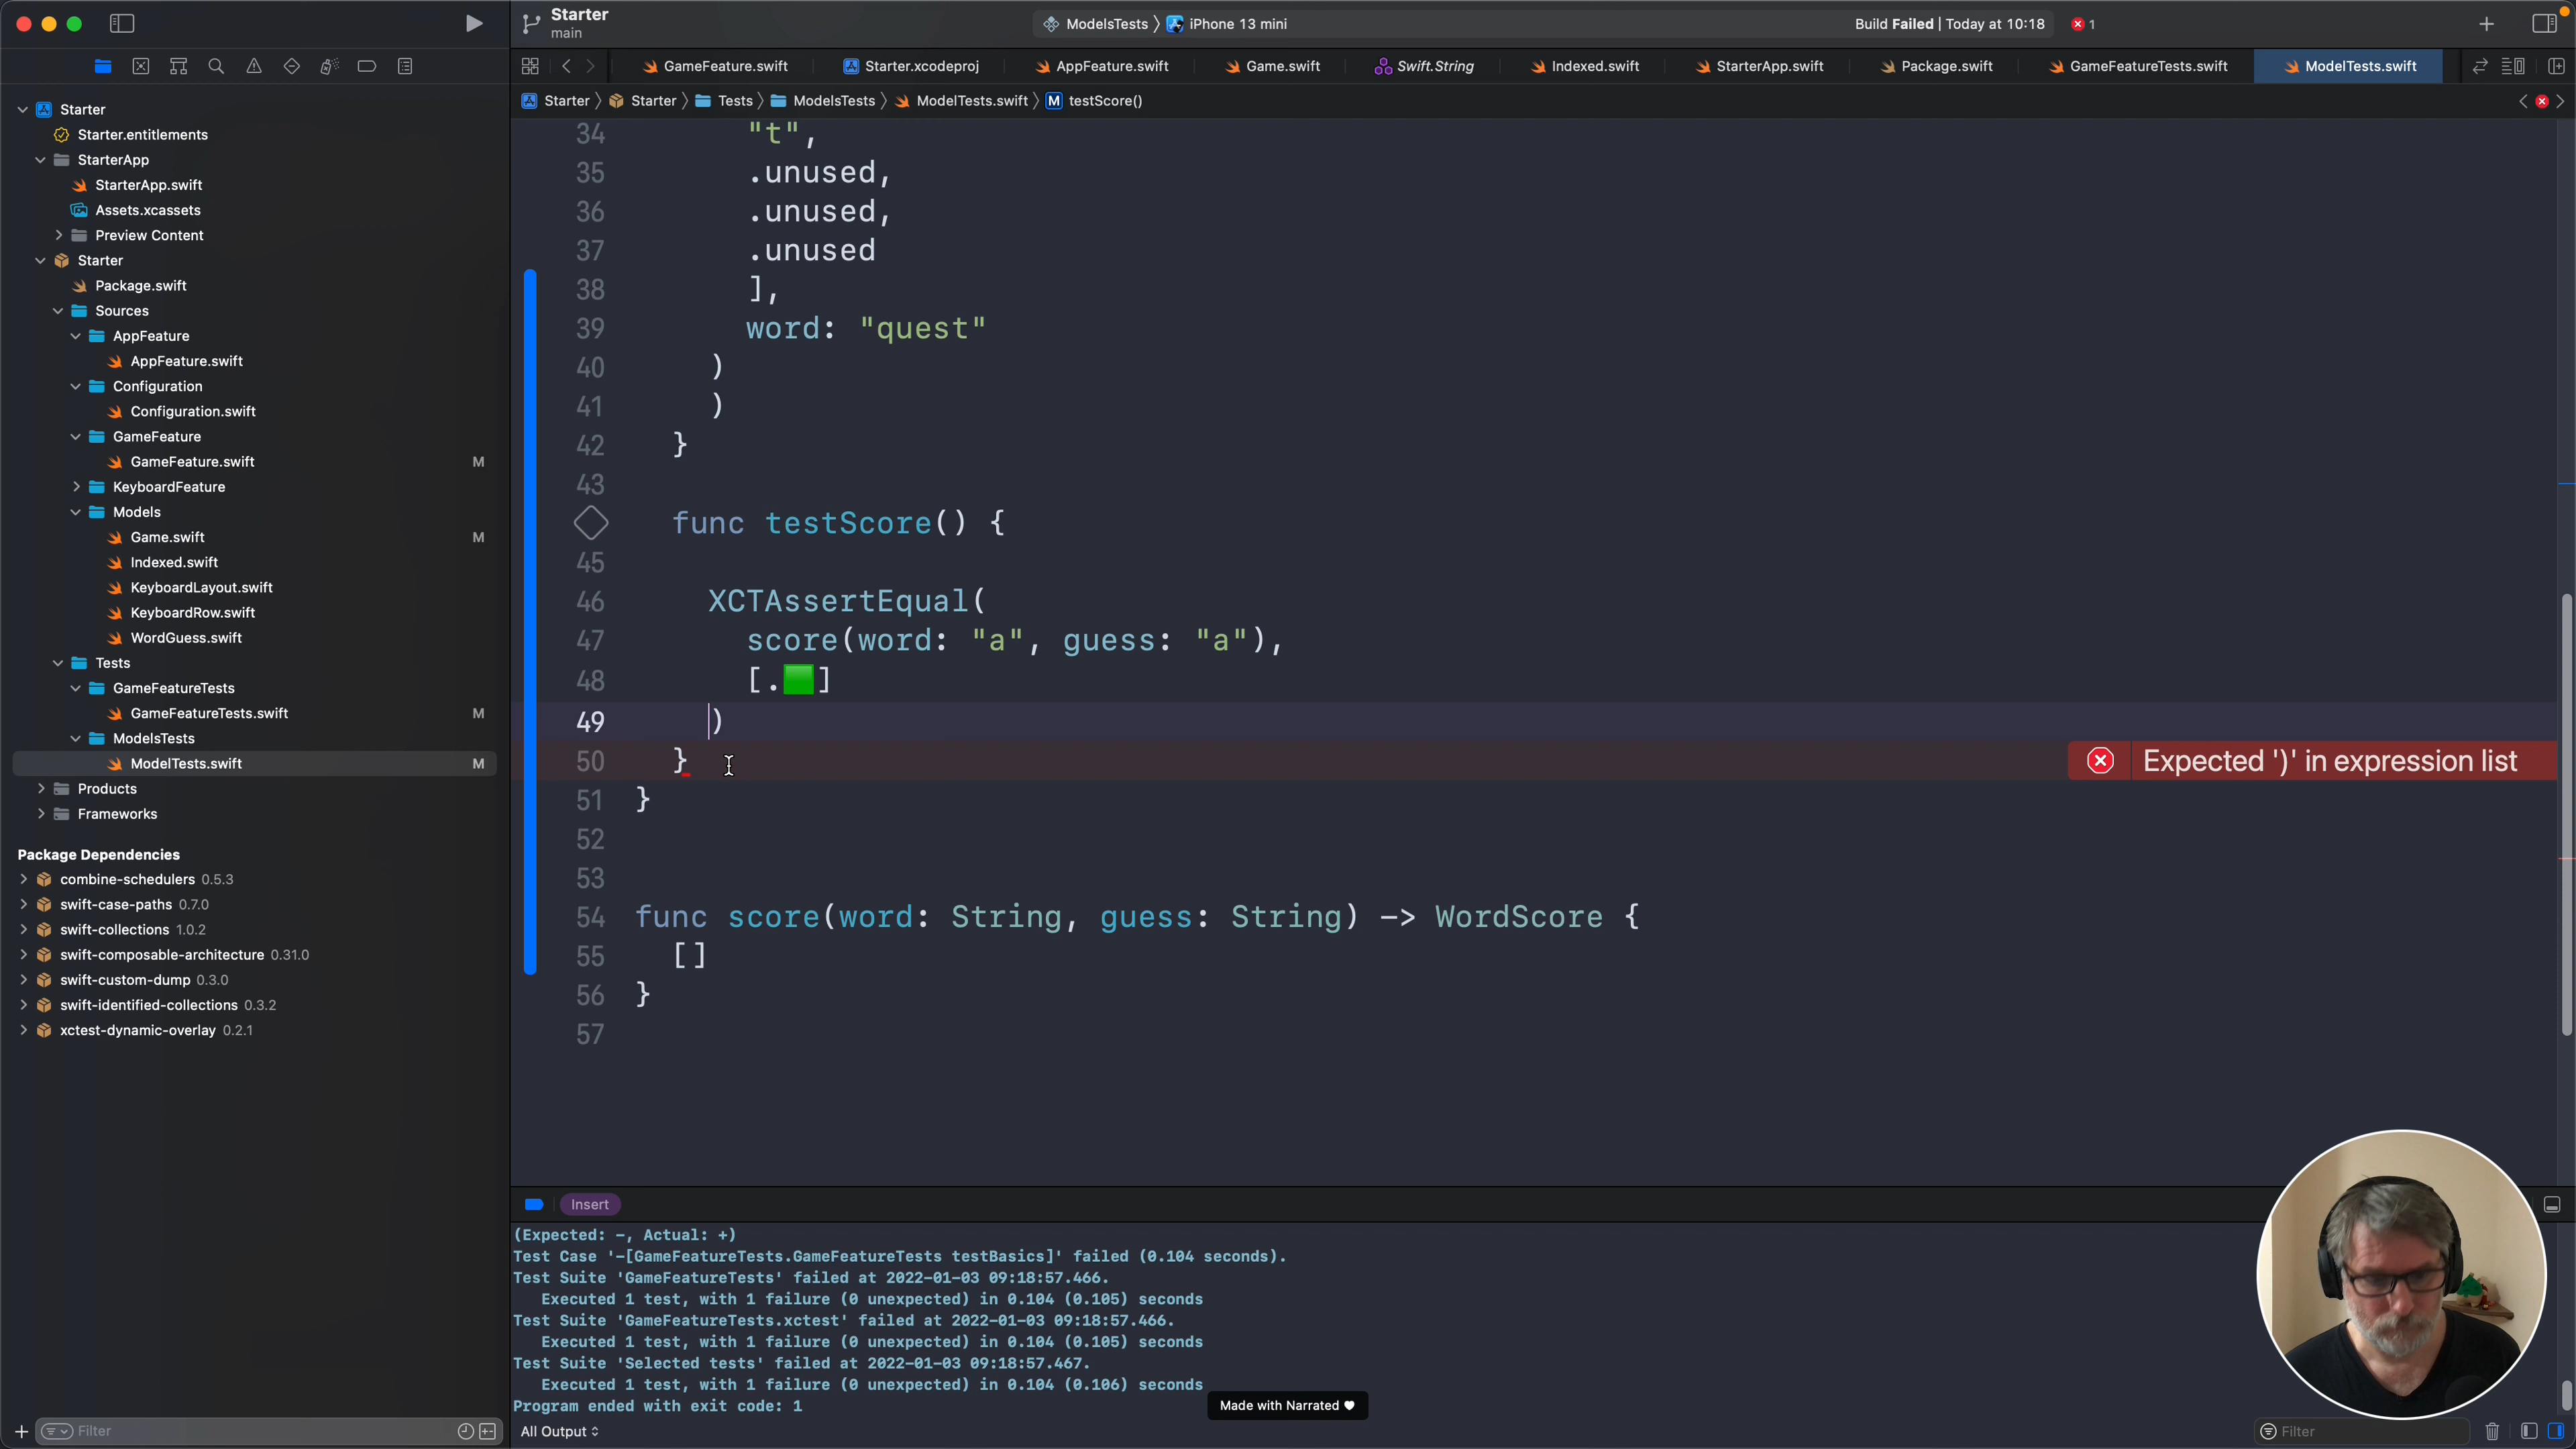 Starter
main
ModelsTests
iPhone 13 mini
Build Failed | Today at 10:18
1
GameFeature.swift
Starter.xcodeproj
AppFeature.swift
Game.swift
Swift.String
Indexed.swift
StarterApp.swift
Package.swift
GameFeatureTests.swift
ModelTests.swift
Starter
Starter
Tests
ModelsTests
ModelTests.swift
M testScore()
Starter
Starter.entitlements
StarterApp
StarterApp.swift
Assets.xcassets
Preview Content
Starter
Package.swift
Sources
AppFeature
AppFeature.swift
Configuration
Configuration.swift
GameFeature
GameFeature.swift M
KeyboardFeature
Models
Game.swift M
Indexed.swift
KeyboardLayout.swift
KeyboardRow.swift
WordGuess.swift
Tests
GameFeatureTests
GameFeatureTests.swift M
ModelsTests
ModelTests.swift M
Products
Frameworks
Package Dependencies
combine-schedulers 0.5.3
swift-case-paths 0.7.0
swift-collections 1.0.2
swift-composable-architecture 0.31.0
swift-custom-dump 0.3.0
swift-identified-collections 0.3.2
xctest-dynamic-overlay 0.2.1
Filter
34 "t",
35 .unused,
36 .unused,
37 .unused
38 ],
39 word: "quest"
40 )
41 )
42 }
43
func testScore() {
45
46 XCTAssertEqual(
47 score(word: "a", guess: "a"),
48 [.🟩]
49 )
50 } Expected ')' in expression list
51 }
52
53
54 func score(word: String, guess: String) -> WordScore {
55 []
56 }
57
Insert
(Expected: −, Actual: +)
Test Case '-[GameFeatureTests.GameFeatureTests testBasics]' failed (0.104 seconds).
Test Suite 'GameFeatureTests' failed at 2022-01-03 09:18:57.466.
Executed 1 test, with 1 failure (0 unexpected) in 0.104 (0.105) seconds
Test Suite 'GameFeatureTests.xctest' failed at 2022-01-03 09:18:57.466.
Executed 1 test, with 1 failure (0 unexpected) in 0.104 (0.105) seconds
Test Suite 'Selected tests' failed at 2022-01-03 09:18:57.467.
Executed 1 test, with 1 failure (0 unexpected) in 0.104 (0.106) seconds
Program ended with exit code: 1
Made with Narrated ♥
All Output
Filter